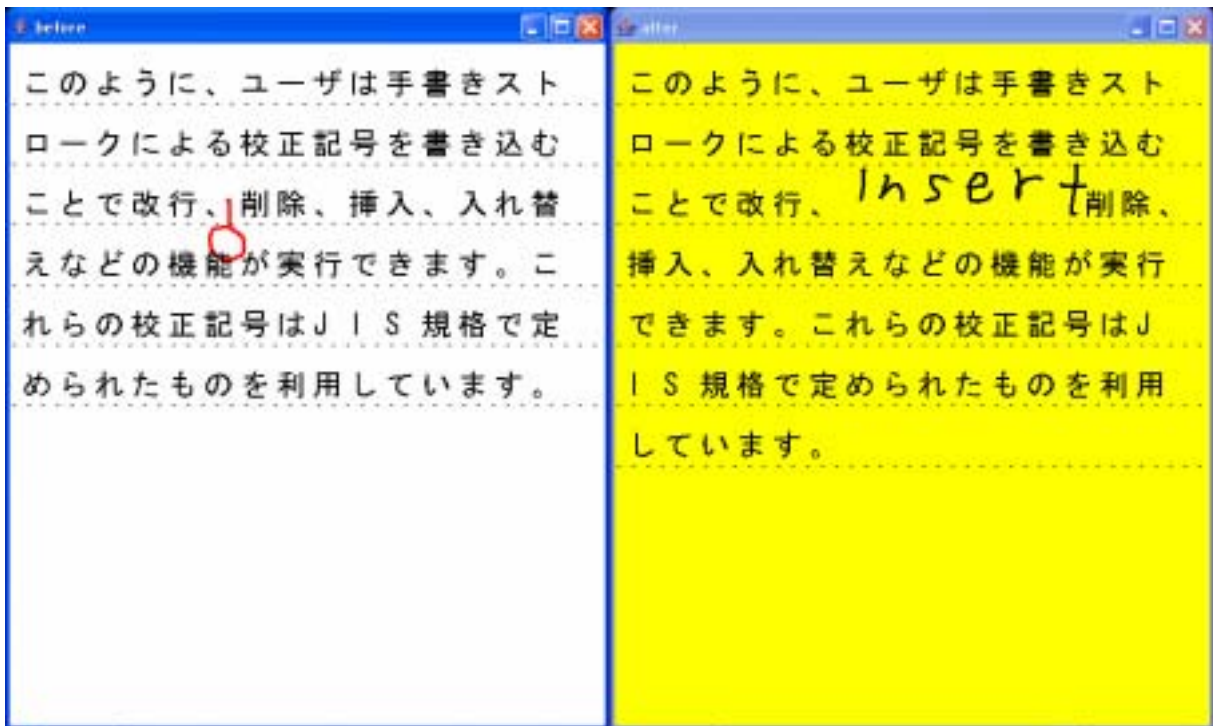 before
このように、ユーザは手書きスト
ロークによる校正記号を書き込む
ことで改行、削除、挿入、入れ替
えなどの機能が実行できます。こ
れらの校正記号はJIS規格で定
められたものを利用しています。
after
このように、ユーザは手書きスト
ロークによる校正記号を書き込む
ことで改行、Insert削除、
挿入、入れ替えなどの機能が実行
できます。これらの校正記号はJ
IS規格で定められたものを利用
しています。